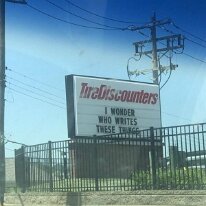 TireDiscounters
I WONDER
WHO WRITES
THESE THINGS